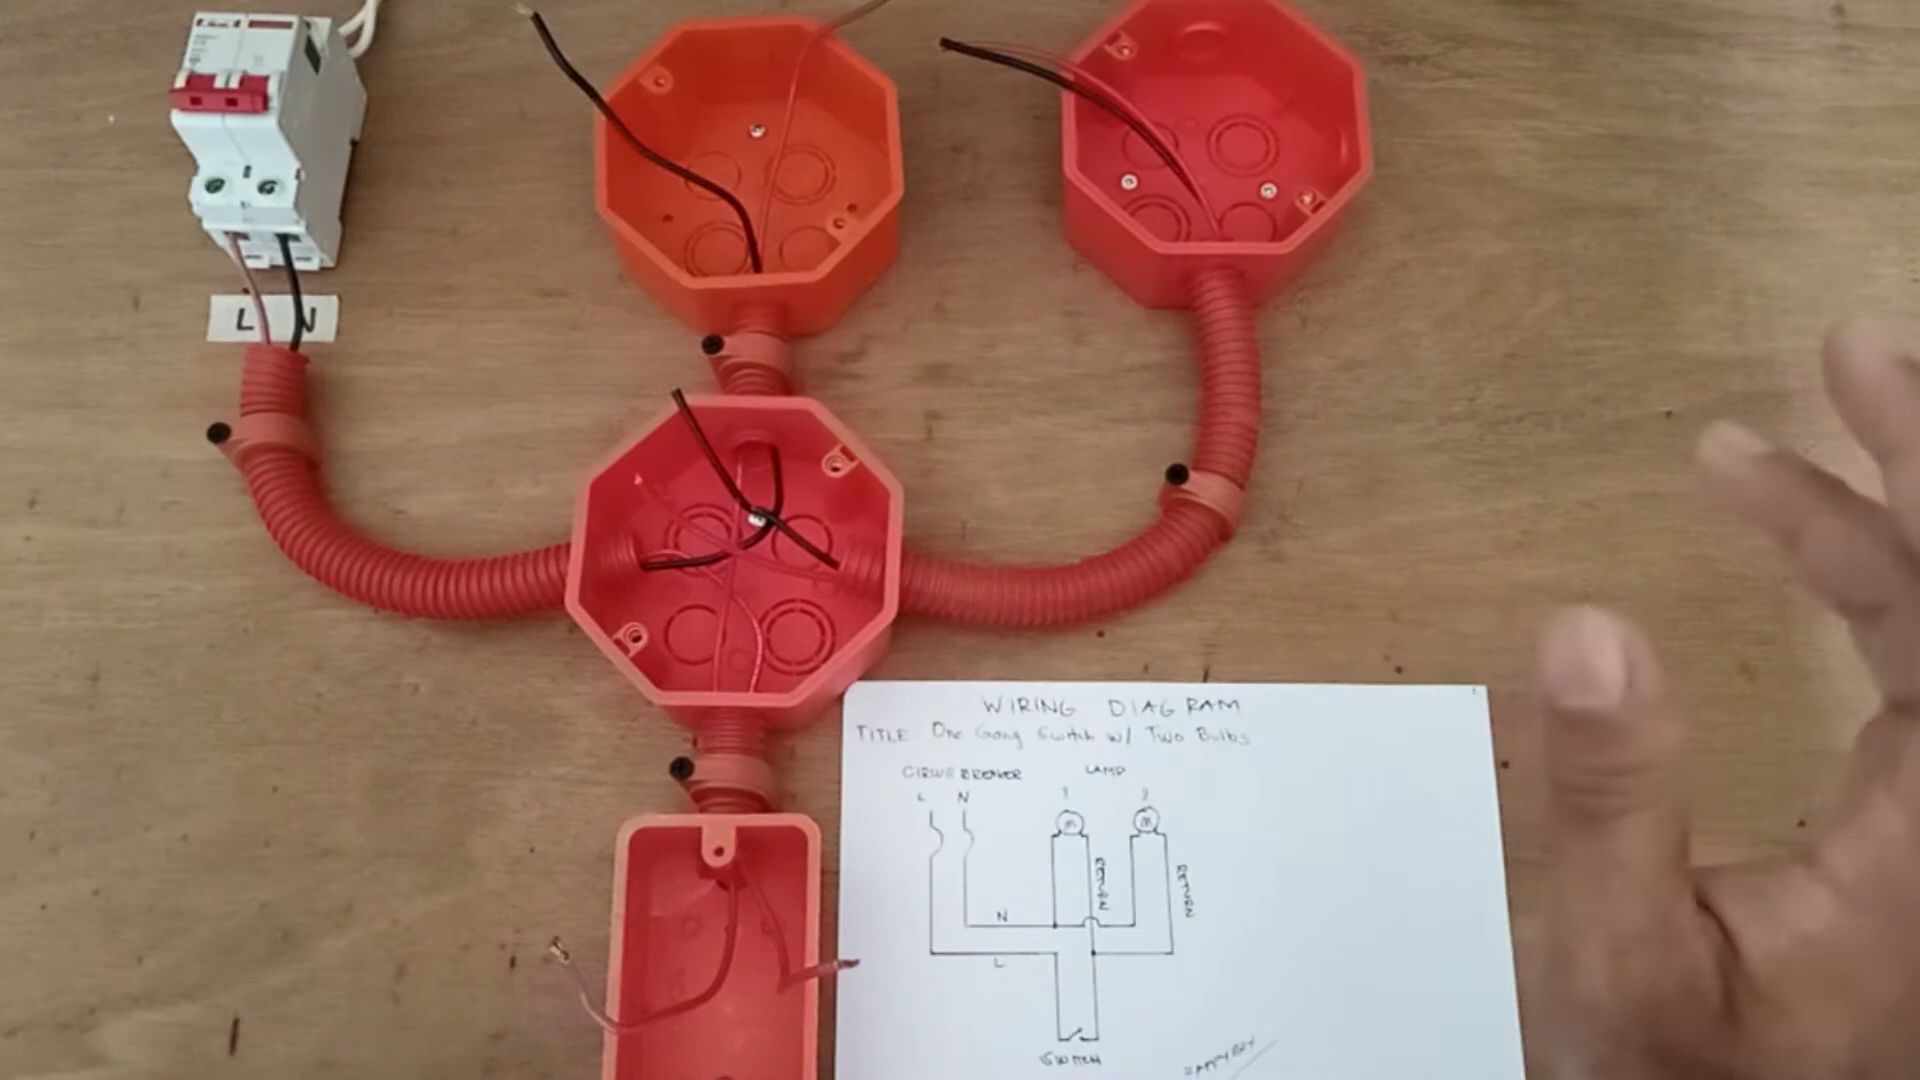 L N
WIRING DIAGRAM
TITLE One Gang Switch w/ Two Bulbs
CIRCUIT BREAKER LAMP
L N 1 2
RETURN
RETURN
N
L
SWITCH